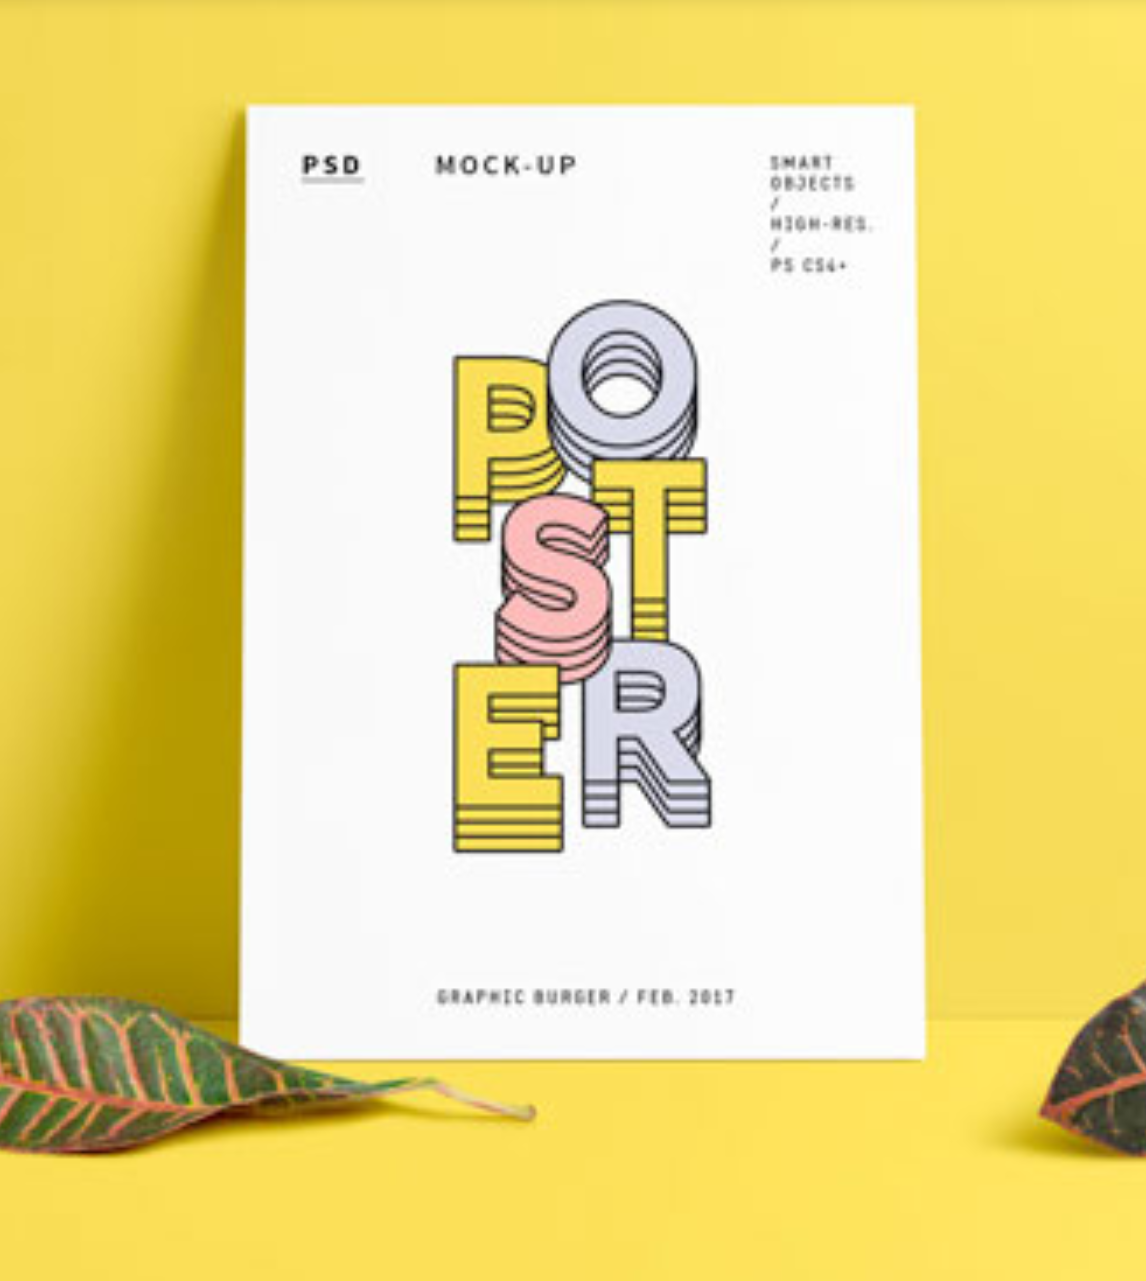 PSD
MOCK-UP
SMART
OBJECTS
/
HIGH-RES.
/
PS CS4+
P O
S T
E R
GRAPHIC BURGER / FEB. 2017